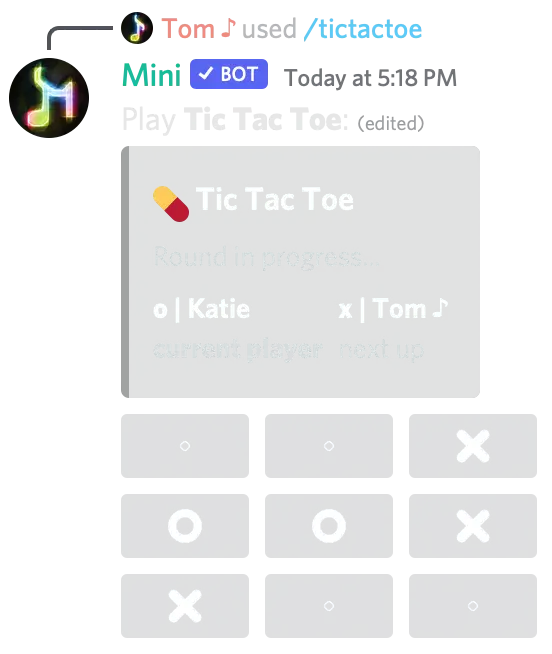 Tom ♪ used /tictactoe
Mini ✓ BOT Today at 5:18 PM
Play Tic Tac Toe: (edited)
Tic Tac Toe
Round in progress...
o | Katie x | Tom ♪
current player next up
X
O O X
X